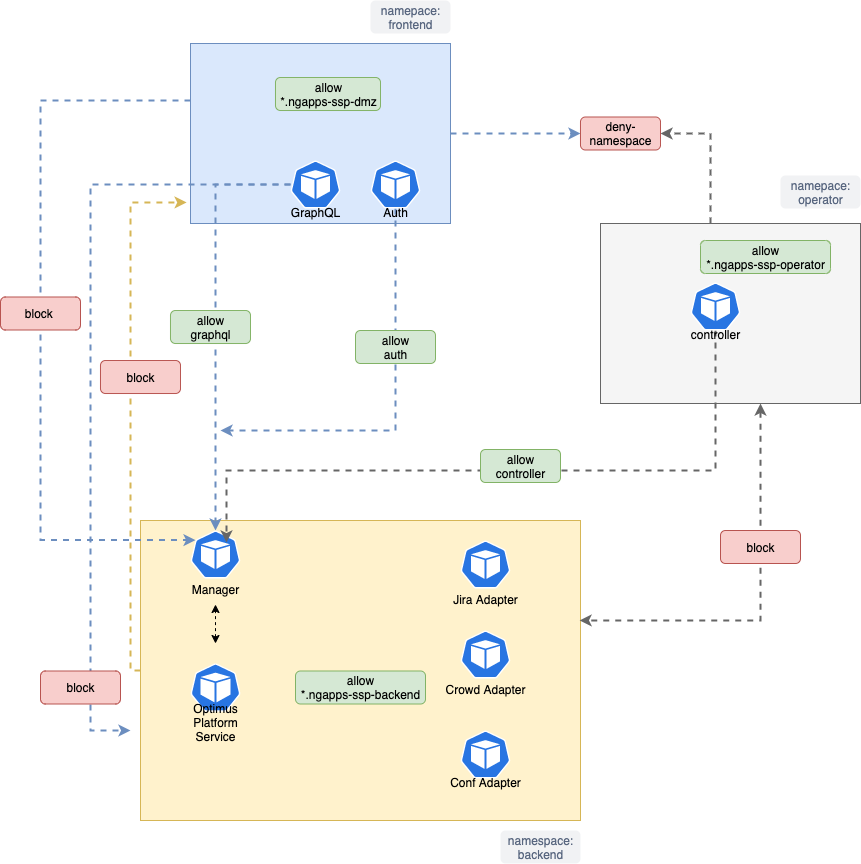 namepace:
frontend
allow
*.ngapps-ssp-dmz
deny-
namespace
GraphQL
Auth
namepace:
operator
allow
*.ngapps-ssp-operator
controller
block
allow
graphql
allow
auth
block
allow
controller
block
Manager
Jira Adapter
block
allow
*.ngapps-ssp-backend
Crowd Adapter
Optimus
Platform
Service
Conf Adapter
namespace:
backend